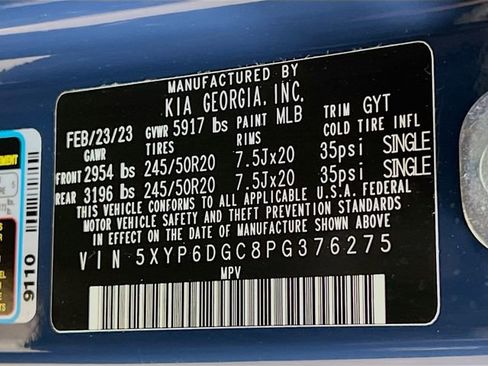 MANUFACTURED BY
KIA GEORGIA, INC.
FEB/23/23 GVWR 5917 lbs PAINT MLB TRIM GYT
GAWR TIRES RIMS COLD TIRE INFL
FRONT 2954 lbs 245/50R20 7.5Jx20 35psi SINGLE
REAR 3196 lbs 245/50R20 7.5Jx20 35psi SINGLE
THIS VEHICLE CONFORMS TO ALL APPLICABLE U.S.A. FEDERAL
MOTOR VEHICLE SAFETY AND THEFT PREVENTION STANDARDS
IN EFFECT ON THE DATE OF MANUFACTURE SHOWN ABOVE
VIN 5XYP6DGC8PG376275
MPV
9110